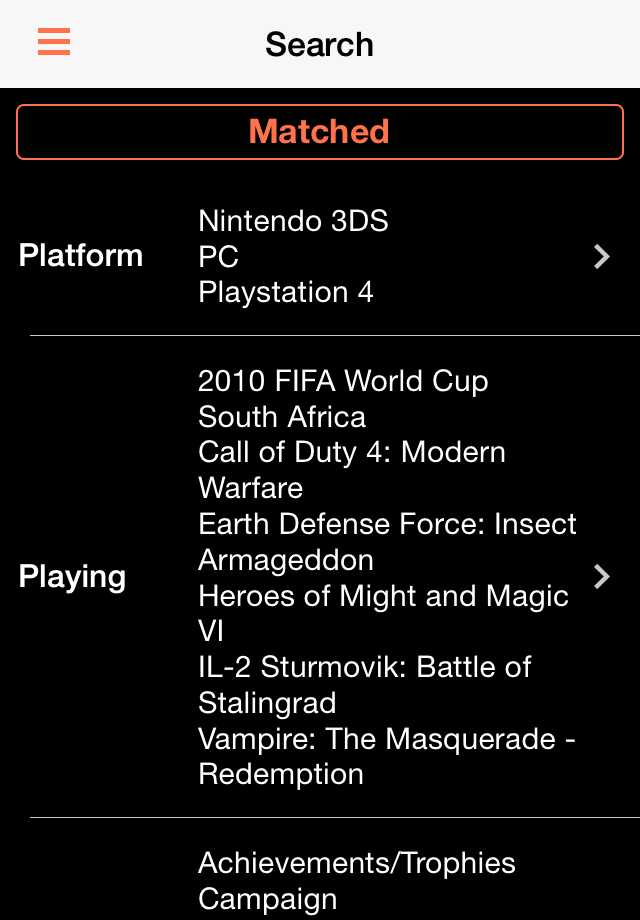 Search
Matched
Platform
Nintendo 3DS
PC
Playstation 4
Playing
2010 FIFA World Cup
South Africa
Call of Duty 4: Modern
Warfare
Earth Defense Force: Insect
Armageddon
Heroes of Might and Magic
VI
IL-2 Sturmovik: Battle of
Stalingrad
Vampire: The Masquerade -
Redemption
Achievements/Trophies
Campaign